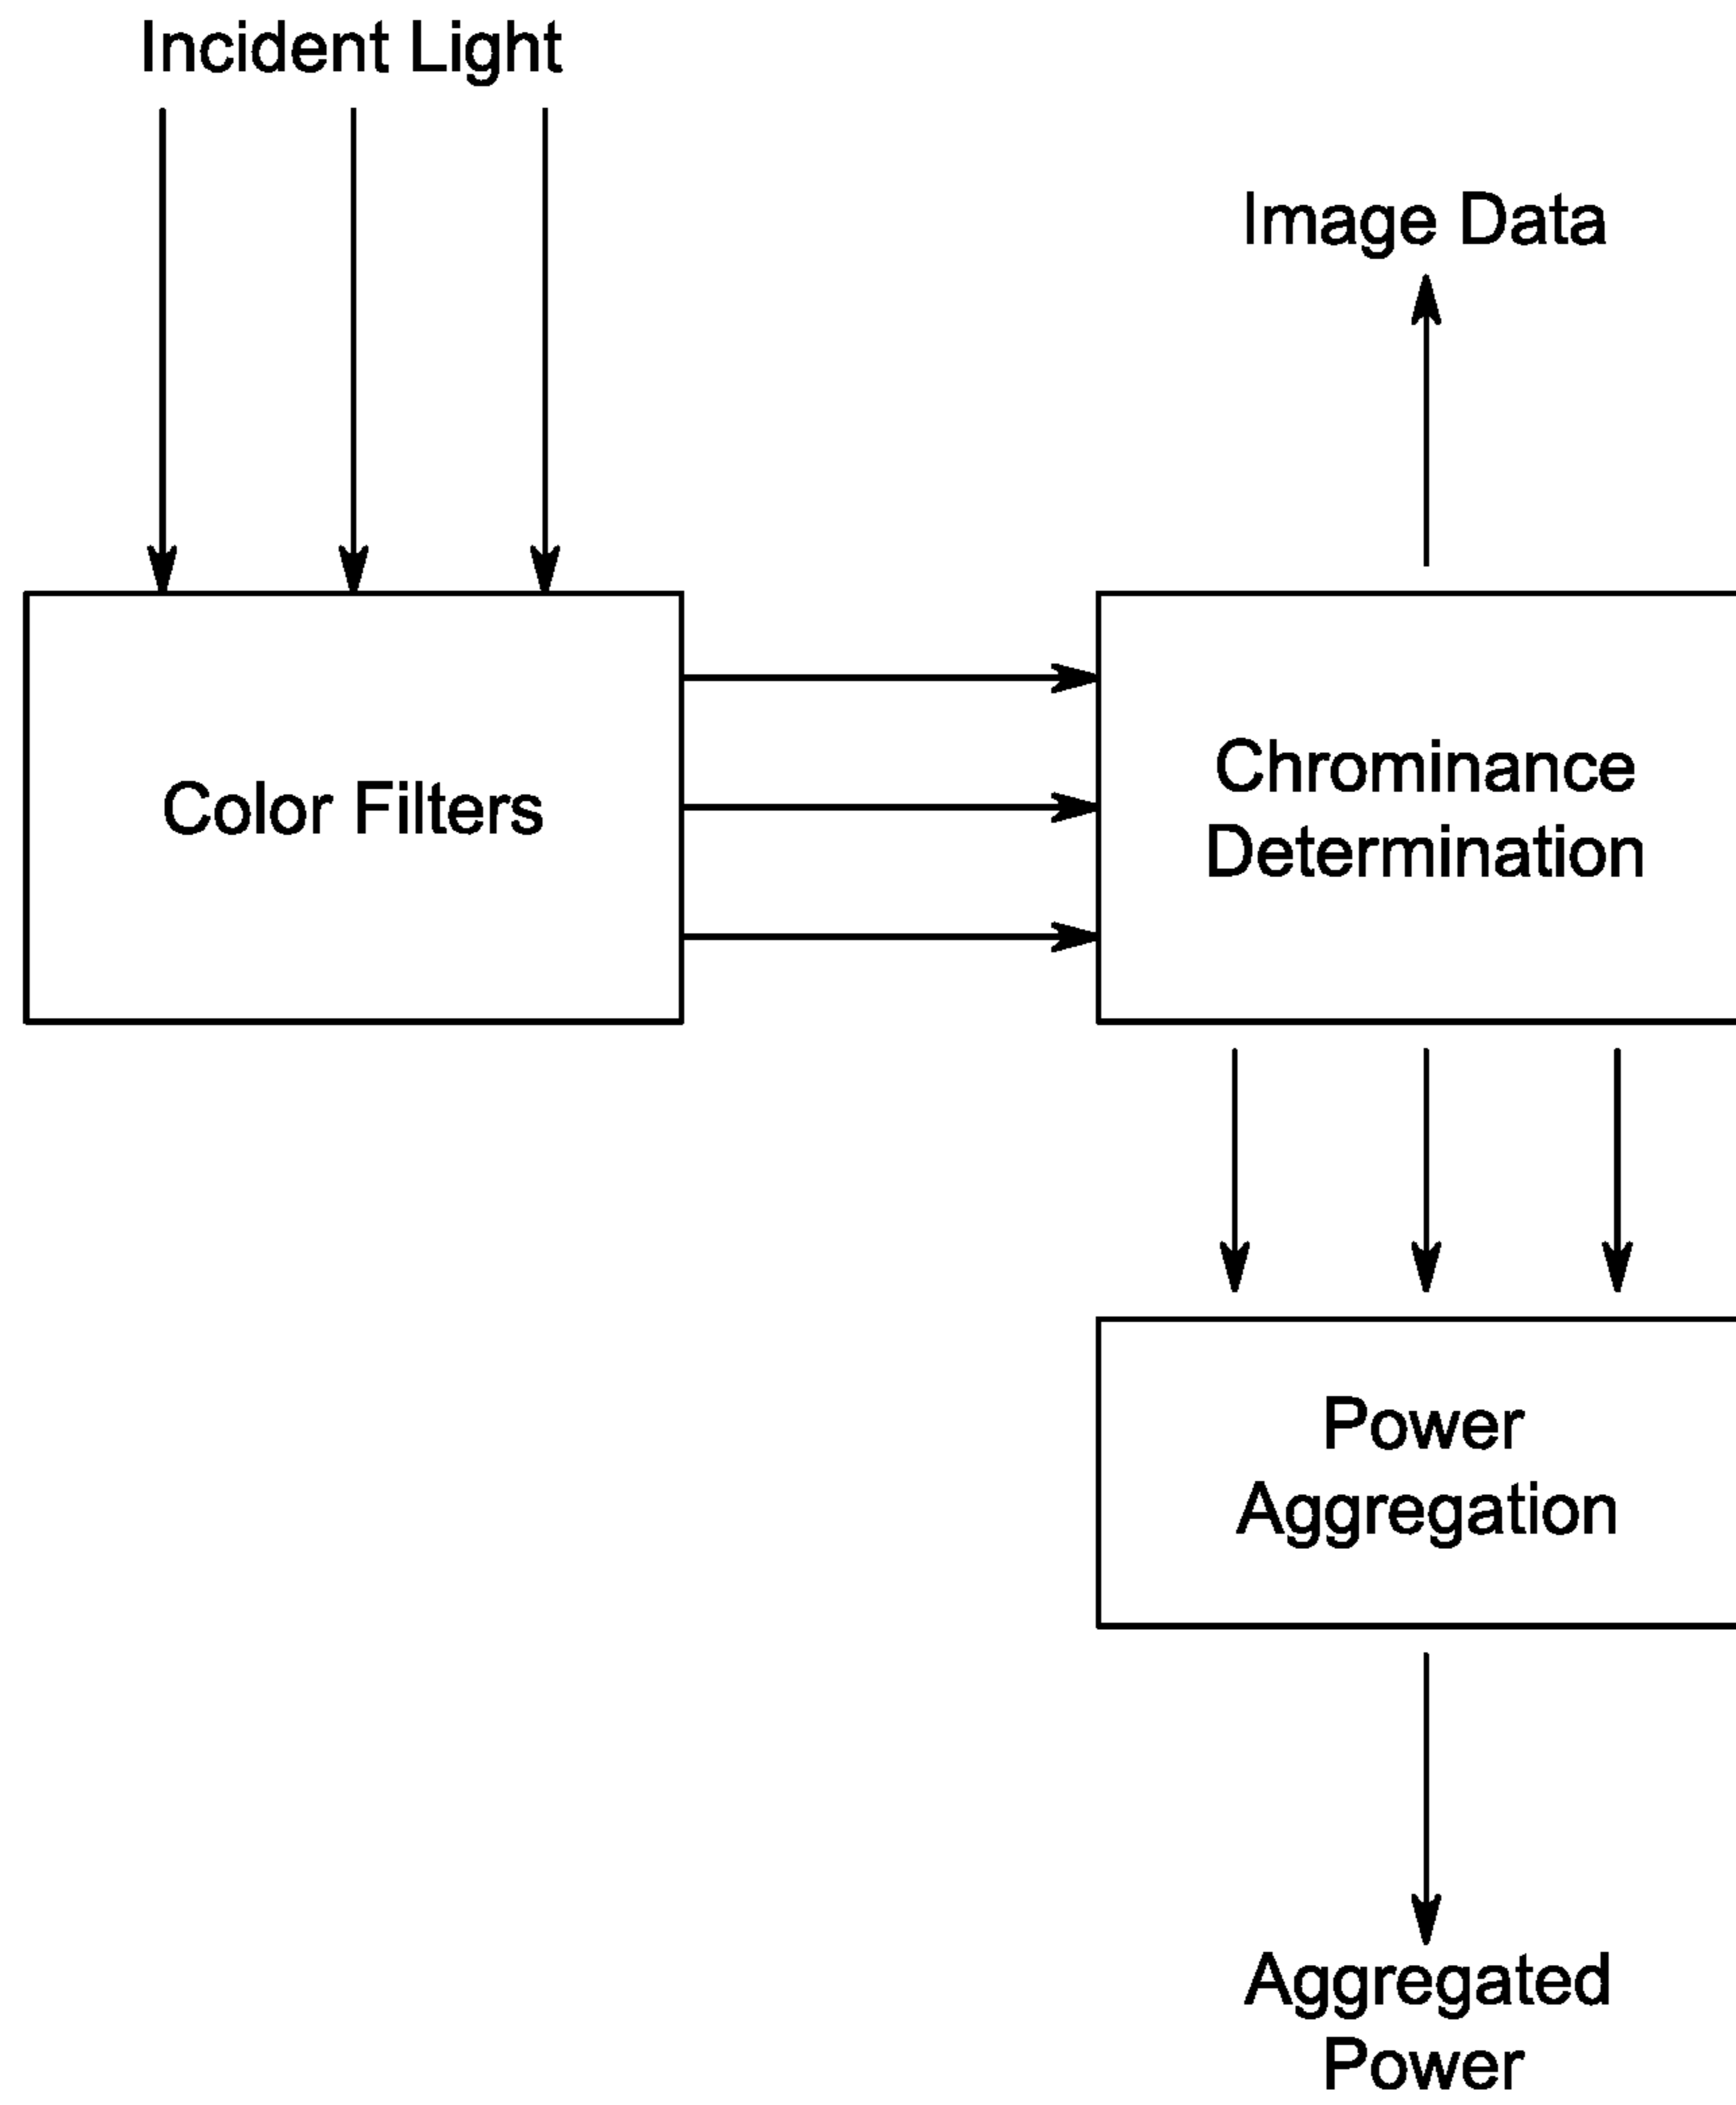 Incident Light
Image Data
Color Filters
Chrominance
Determination
Power
Aggregation
Aggregated
Power